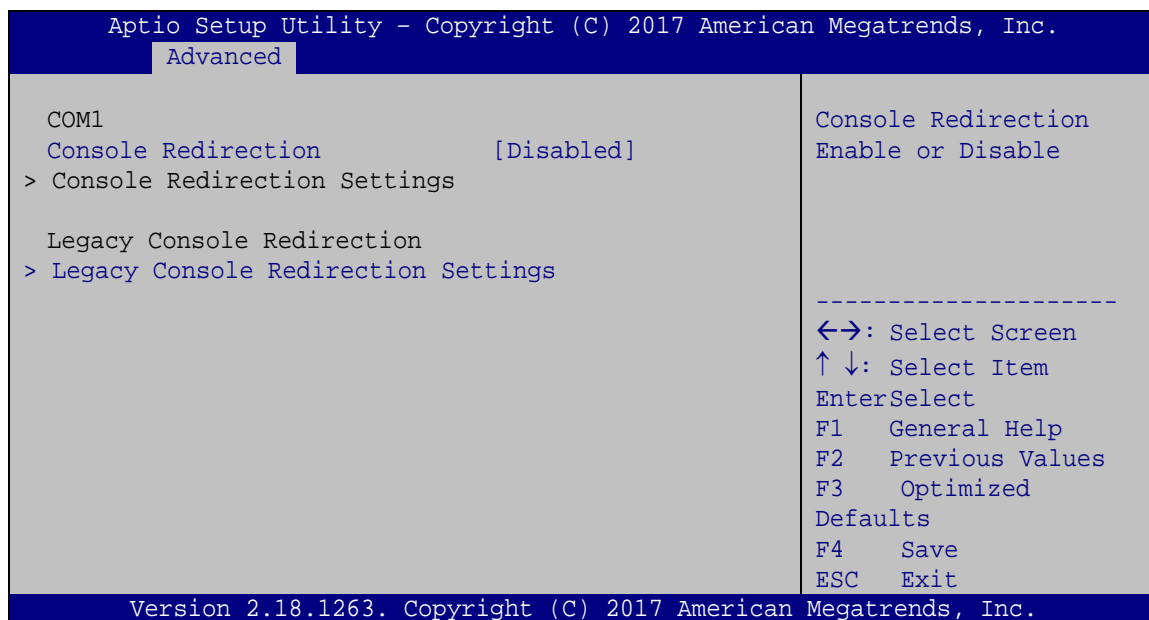 Aptio Setup Utility – Copyright (C) 2017 American Megatrends, Inc.
Advanced
COM1
Console Redirection [Disabled]
> Console Redirection Settings
Legacy Console Redirection
> Legacy Console Redirection Settings
Console Redirection
Enable or Disable
---------------------
←→: Select Screen
↑ ↓: Select Item
EnterSelect
F1 General Help
F2 Previous Values
F3 Optimized
Defaults
F4 Save
ESC Exit
Version 2.18.1263. Copyright (C) 2017 American Megatrends, Inc.